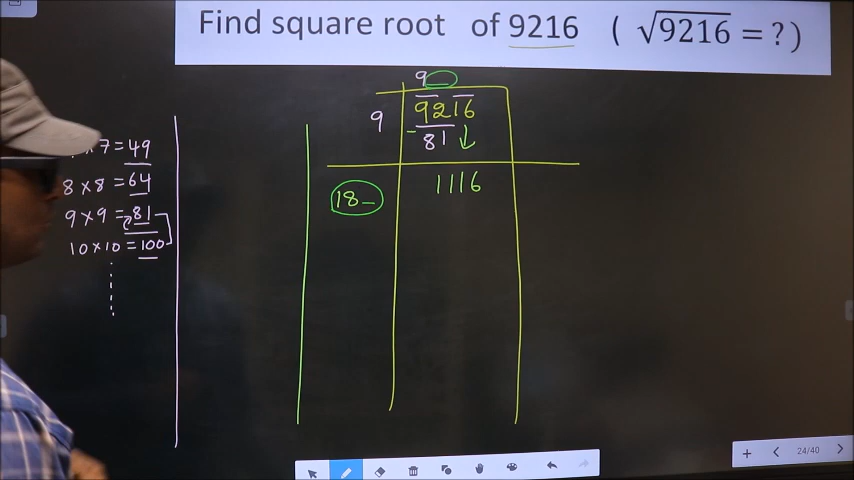 Find square root of 9216 ( √9216 = ? )
9
9 9216
- 81
18_ 1116
× 7 = 49
8 × 8 = 64
9 × 9 = 81
10 × 10 = 100
24/40